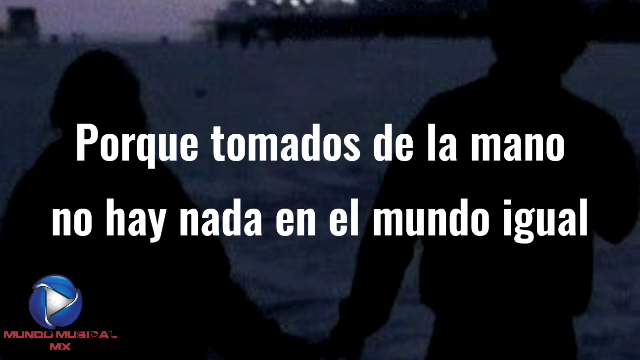 Porque tomados de la mano
no hay nada en el mundo igual
MUNDO MUSICAL
MX